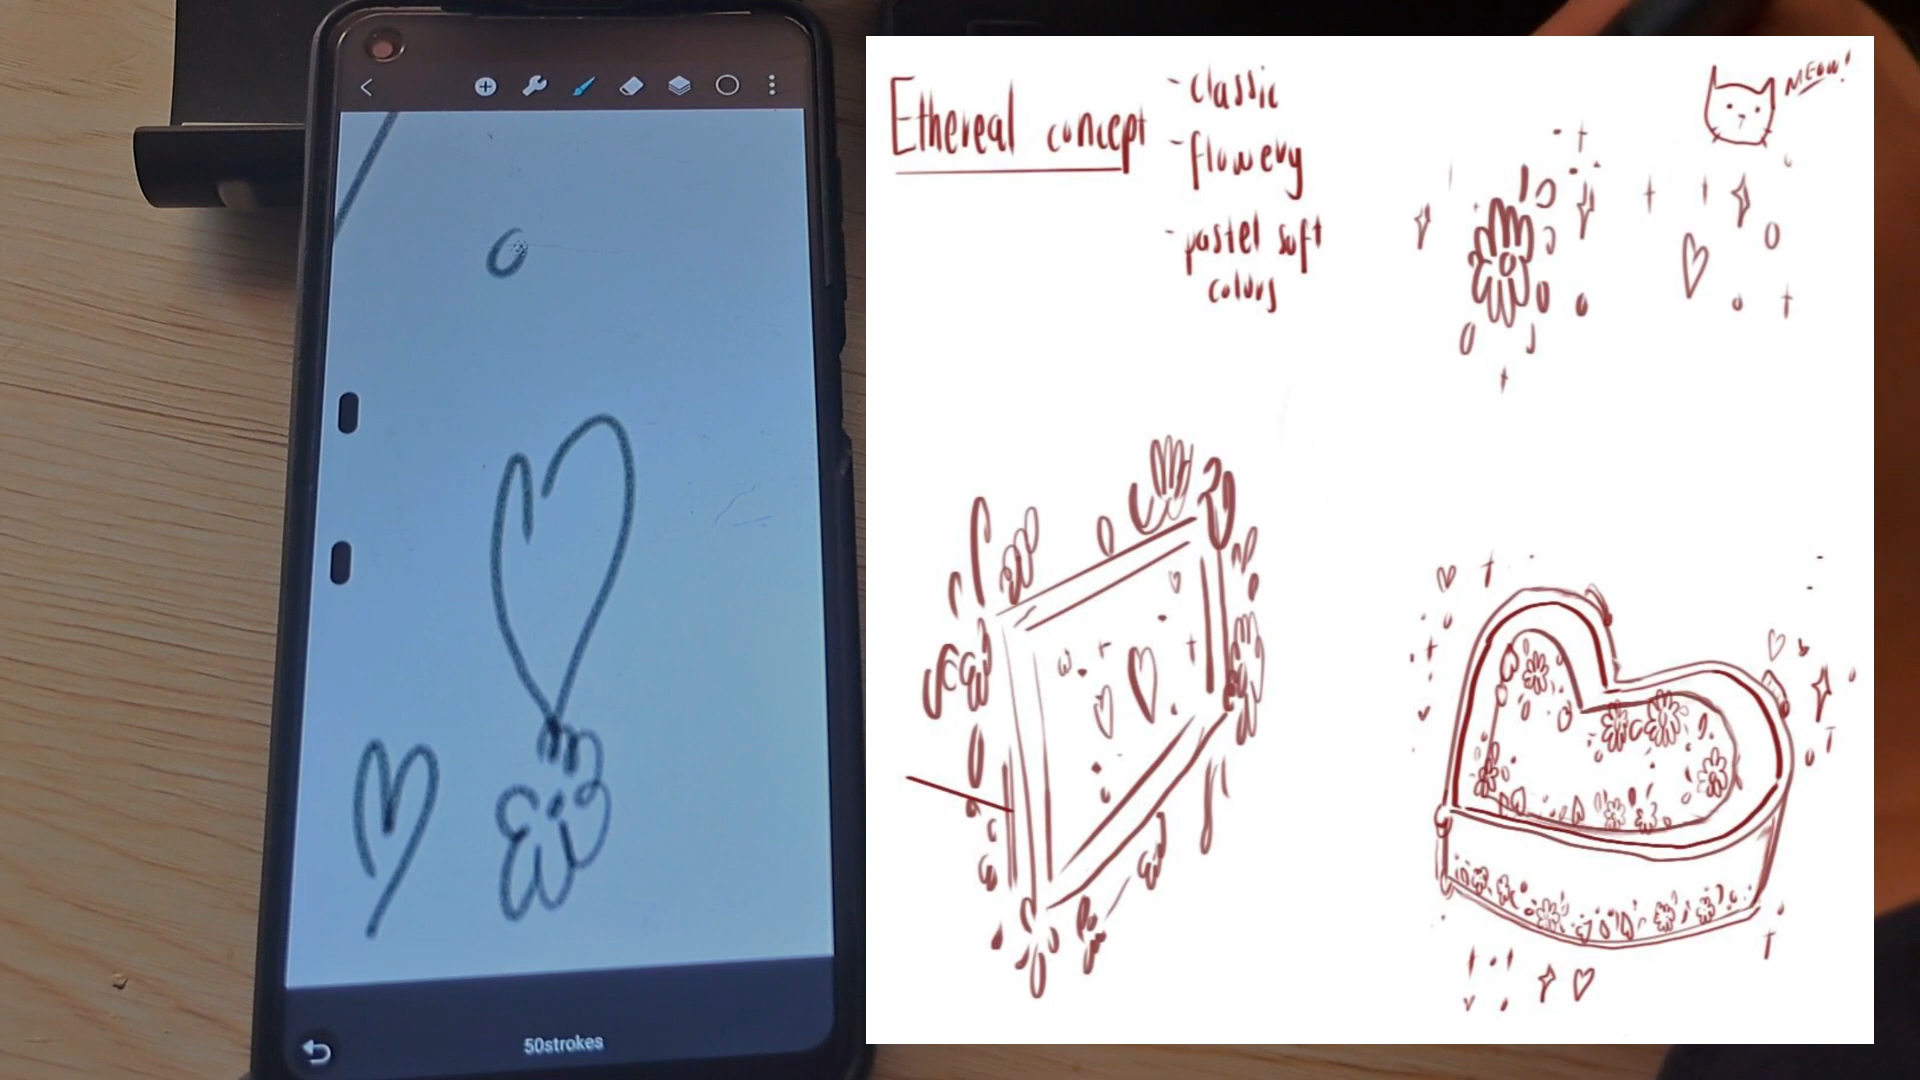 Ethereal concept
- classic
- flowery
- pastel soft
colors
MEOW!
50strokes